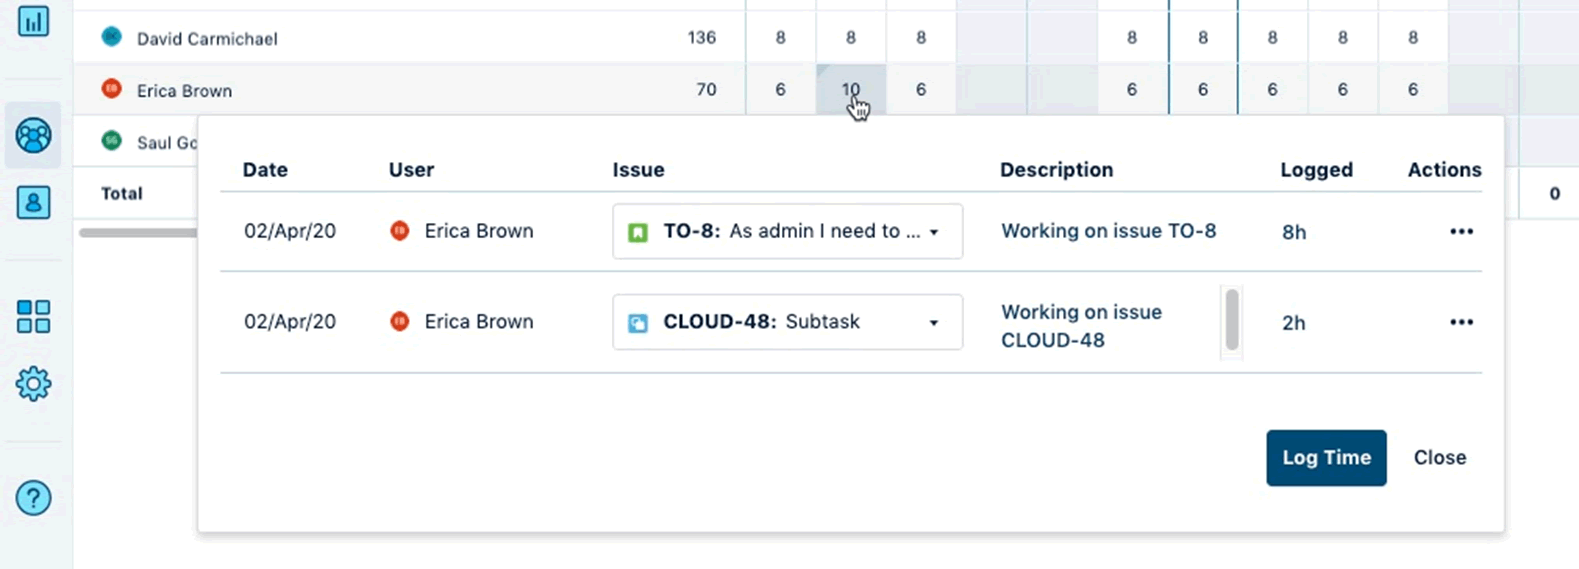 David Carmichael 136 8 8 8 8 8 8 8 8
Erica Brown 70 6 10 6 6 6 6 6 6
Saul Go
Total 0
Date User Issue Description Logged Actions
02/Apr/20 Erica Brown TO-8: As admin I need to ... Working on issue TO-8 8h
02/Apr/20 Erica Brown CLOUD-48: Subtask Working on issue 2h
CLOUD-48
Log Time Close
?